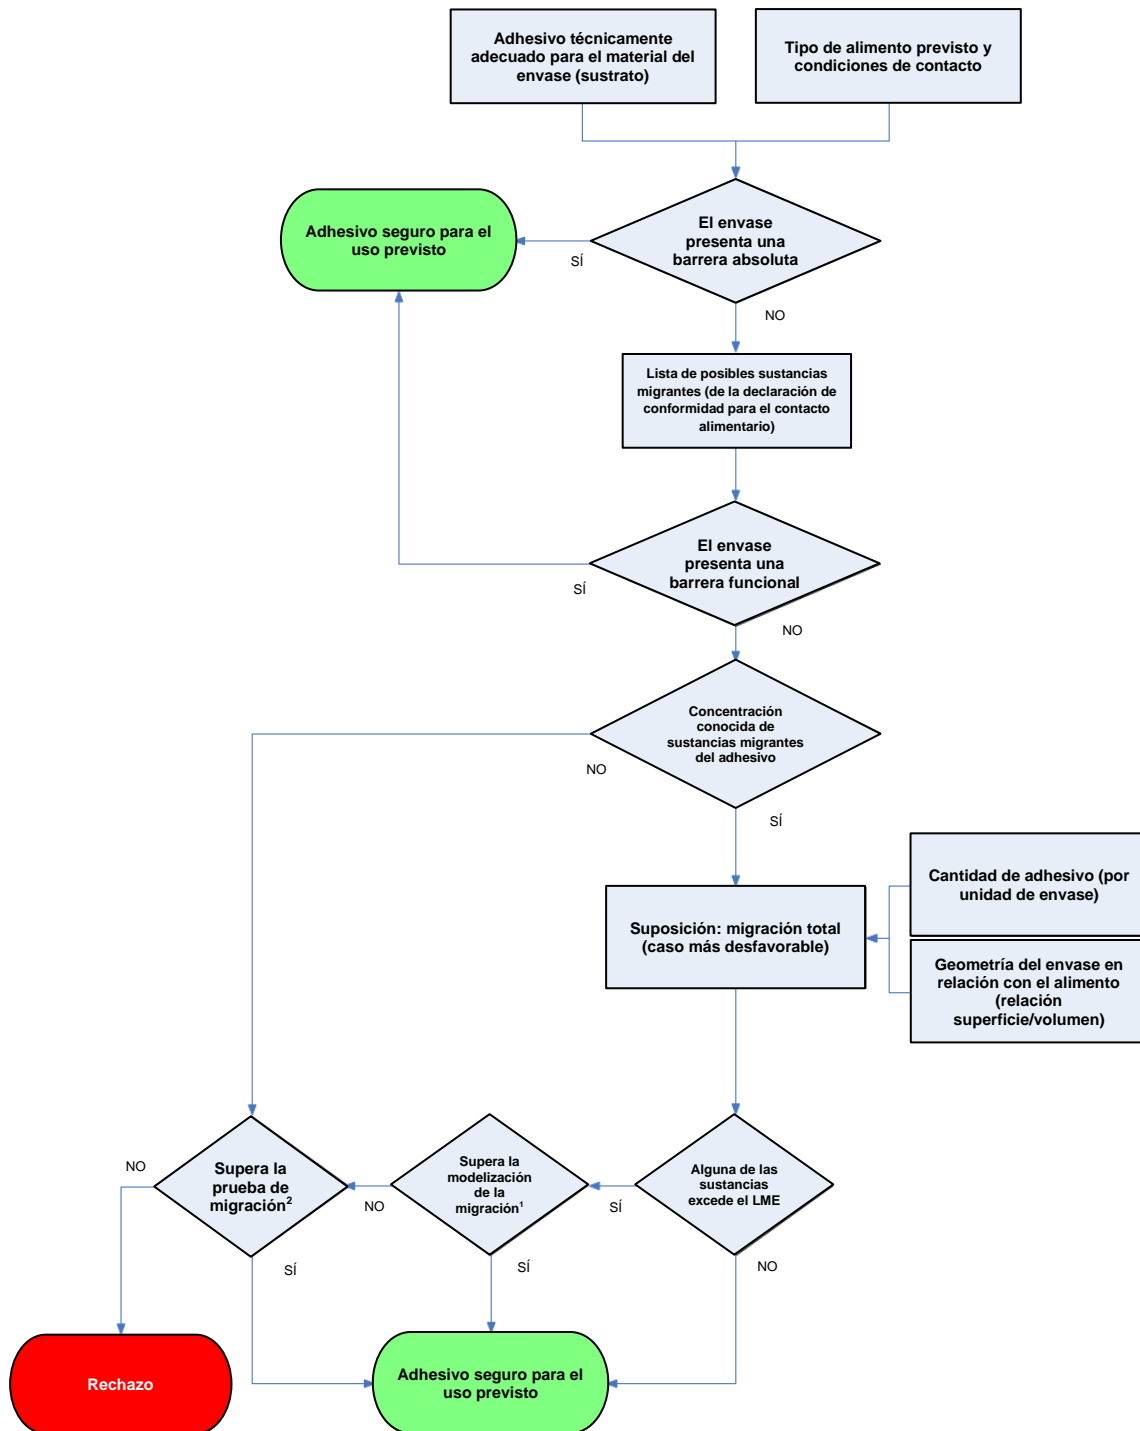 Adhesivo técnicamente
adecuado para el material del
envase (sustrato)
Tipo de alimento previsto y
condiciones de contacto
El envase
presenta una
barrera absoluta
Adhesivo seguro para el
uso previsto
SÍ
NO
Lista de posibles sustancias
migrantes (de la declaración de
conformidad para el contacto
alimentario)
El envase
presenta una
barrera funcional
SÍ
NO
Concentración
conocida de
sustancias migrantes
del adhesivo
NO
SÍ
Cantidad de adhesivo (por
unidad de envase)
Suposición: migración total
(caso más desfavorable)
Geometría del envase en
relación con el alimento
(relación
superficie/volumen)
NO
Supera la
prueba de
migración²
NO
Supera la
modelización
de la
migración¹
SÍ
Alguna de las
sustancias
excede el LME
SÍ
SÍ
NO
Rechazo
Adhesivo seguro para el
uso previsto